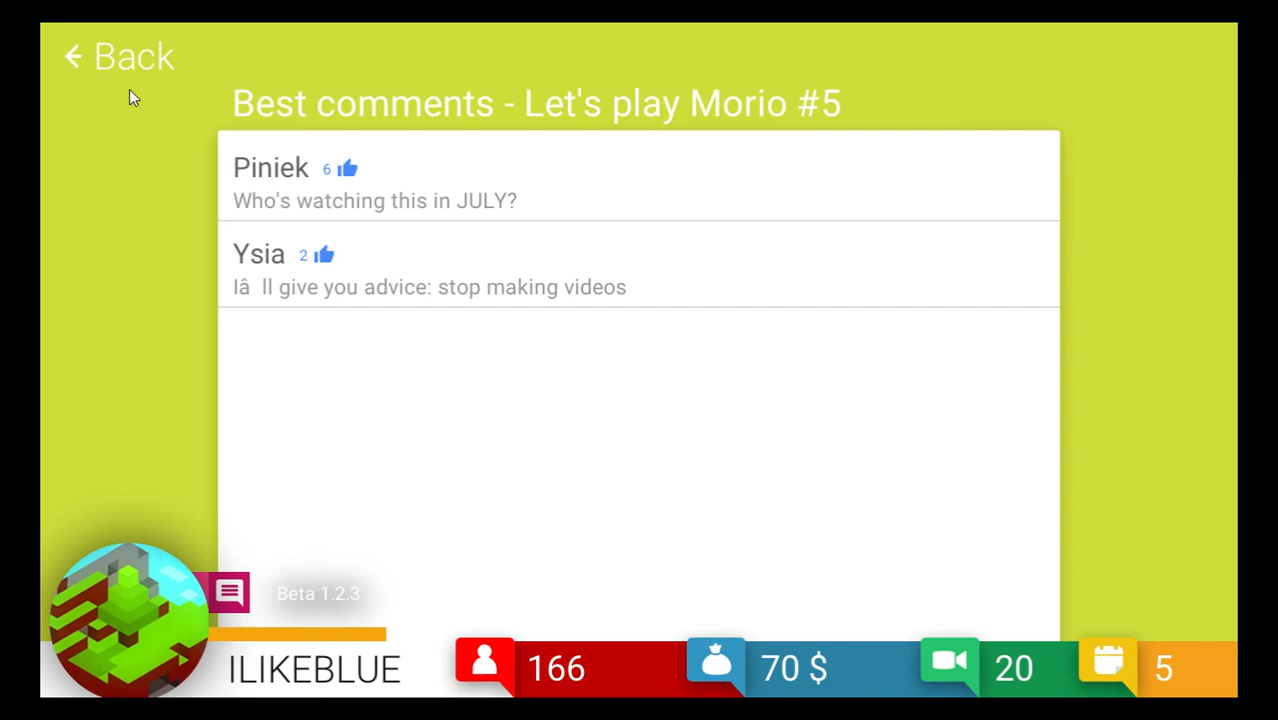 Back
Best comments - Let's play Morio #5
Piniek 6
Who's watching this in JULY?
Ysia 2
Iâ  ll give you advice: stop making videos
Beta 1.2.3
ILIKEBLUE
166
70 $
20
5